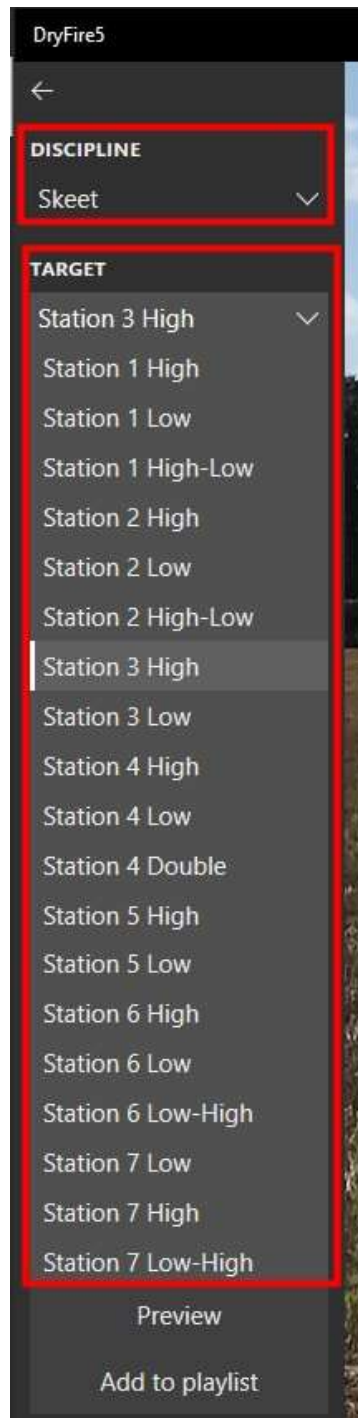 DryFire5
DISCIPLINE
Skeet
TARGET
Station 3 High
Station 1 High
Station 1 Low
Station 1 High-Low
Station 2 High
Station 2 Low
Station 2 High-Low
Station 3 High
Station 3 Low
Station 4 High
Station 4 Low
Station 4 Double
Station 5 High
Station 5 Low
Station 6 High
Station 6 Low
Station 6 Low-High
Station 7 Low
Station 7 High
Station 7 Low-High
Preview
Add to playlist